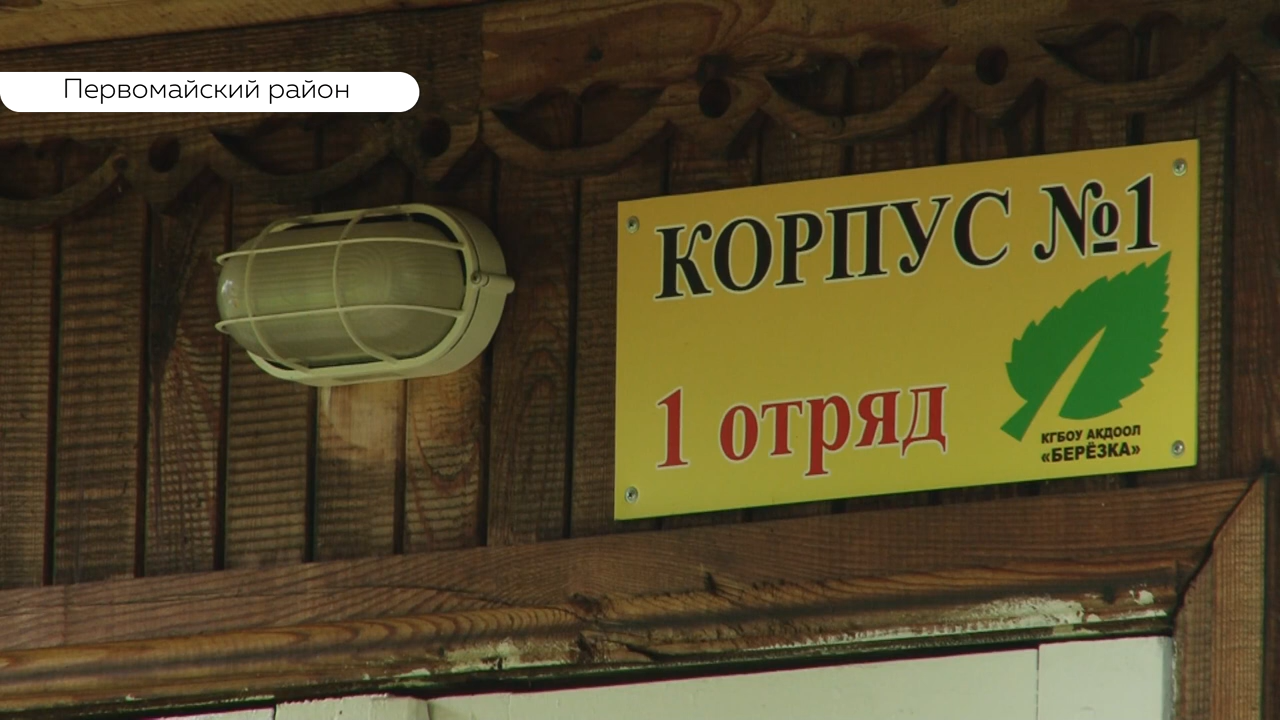 Первомайский район
КОРПУС №1
1 отряд
КГБОУ АКДООЛ
«БЕРЁЗКА»